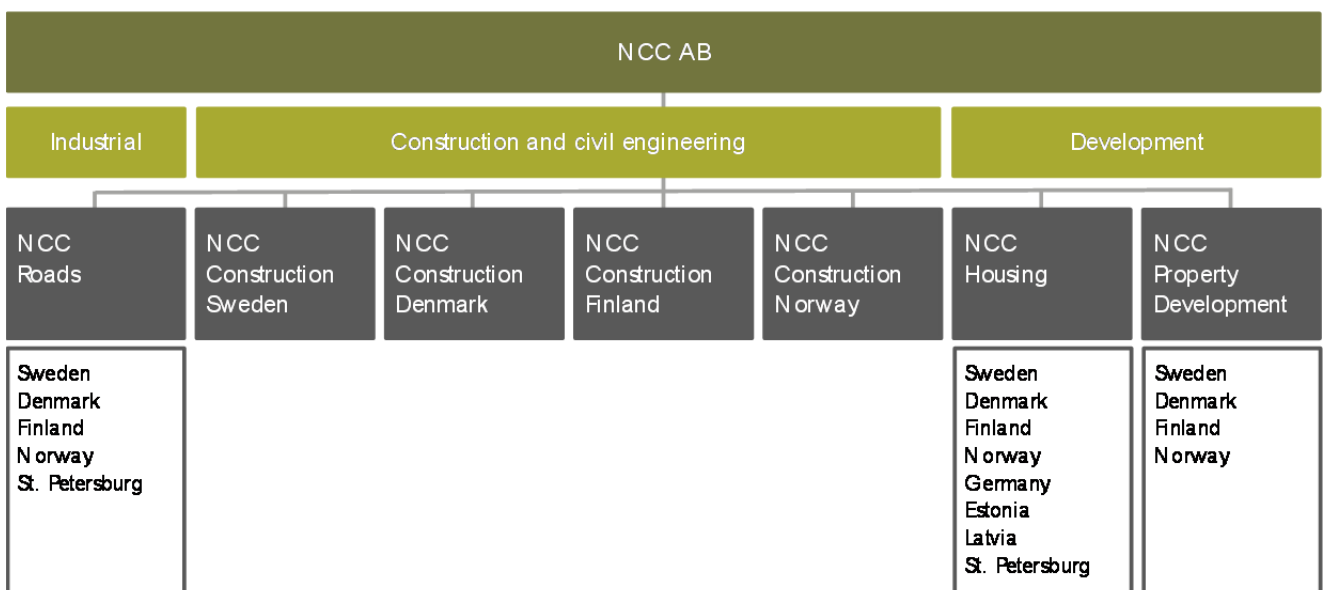 NCC AB
Industrial
Construction and civil engineering
Development
NCC
Roads
NCC
Construction
Sweden
NCC
Construction
Denmark
NCC
Construction
Finland
NCC
Construction
Norway
NCC
Housing
NCC
Property
Development
Sweden
Denmark
Finland
Norway
St. Petersburg
Sweden
Denmark
Finland
Norway
Germany
Estonia
Latvia
St. Petersburg
Sweden
Denmark
Finland
Norway